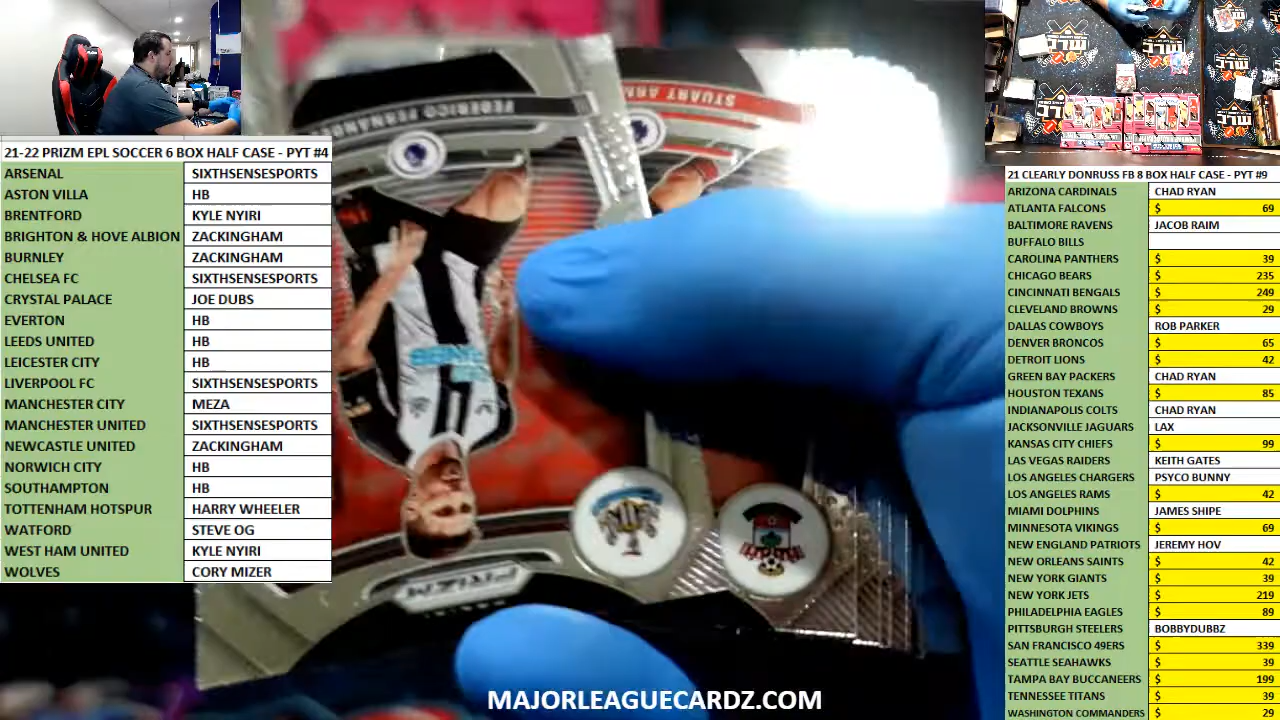 21-22 PRIZM EPL SOCCER 6 BOX HALF CASE - PYT #4
ARSENAL SIXTHSENSESPORTS
ASTON VILLA HB
BRENTFORD KYLE NYIRI
BRIGHTON & HOVE ALBION ZACKINGHAM
BURNLEY ZACKINGHAM
CHELSEA FC SIXTHSENSESPORTS
CRYSTAL PALACE JOE DUBS
EVERTON HB
LEEDS UNITED HB
LEICESTER CITY HB
LIVERPOOL FC SIXTHSENSESPORTS
MANCHESTER CITY MEZA
MANCHESTER UNITED SIXTHSENSESPORTS
NEWCASTLE UNITED ZACKINGHAM
NORWICH CITY HB
SOUTHAMPTON HB
TOTTENHAM HOTSPUR HARRY WHEELER
WATFORD STEVE OG
WEST HAM UNITED KYLE NYIRI
WOLVES CORY MIZER
STUART ARM
PRIZM
MAJORLEAGUECARDZ.COM
21 CLEARLY DONRUSS FB 8 BOX HALF CASE - PYT #9
ARIZONA CARDINALS CHAD RYAN
ATLANTA FALCONS $ 69
BALTIMORE RAVENS JACOB RAIM
BUFFALO BILLS
CAROLINA PANTHERS $ 39
CHICAGO BEARS $ 235
CINCINNATI BENGALS $ 249
CLEVELAND BROWNS $ 29
DALLAS COWBOYS ROB PARKER
DENVER BRONCOS $ 65
DETROIT LIONS $ 42
GREEN BAY PACKERS CHAD RYAN
HOUSTON TEXANS $ 85
INDIANAPOLIS COLTS CHAD RYAN
JACKSONVILLE JAGUARS LAX
KANSAS CITY CHIEFS $ 99
LAS VEGAS RAIDERS KEITH GATES
LOS ANGELES CHARGERS PSYCO BUNNY
LOS ANGELES RAMS $ 42
MIAMI DOLPHINS JAMES SHIPE
MINNESOTA VIKINGS $ 69
NEW ENGLAND PATRIOTS JEREMY HOV
NEW ORLEANS SAINTS $ 42
NEW YORK GIANTS $ 39
NEW YORK JETS $ 219
PHILADELPHIA EAGLES $ 89
PITTSBURGH STEELERS BOBBYDUBBZ
SAN FRANCISCO 49ERS $ 339
SEATTLE SEAHAWKS $ 39
TAMPA BAY BUCCANEERS $ 199
TENNESSEE TITANS $ 39
WASHINGTON COMMANDERS $ 29